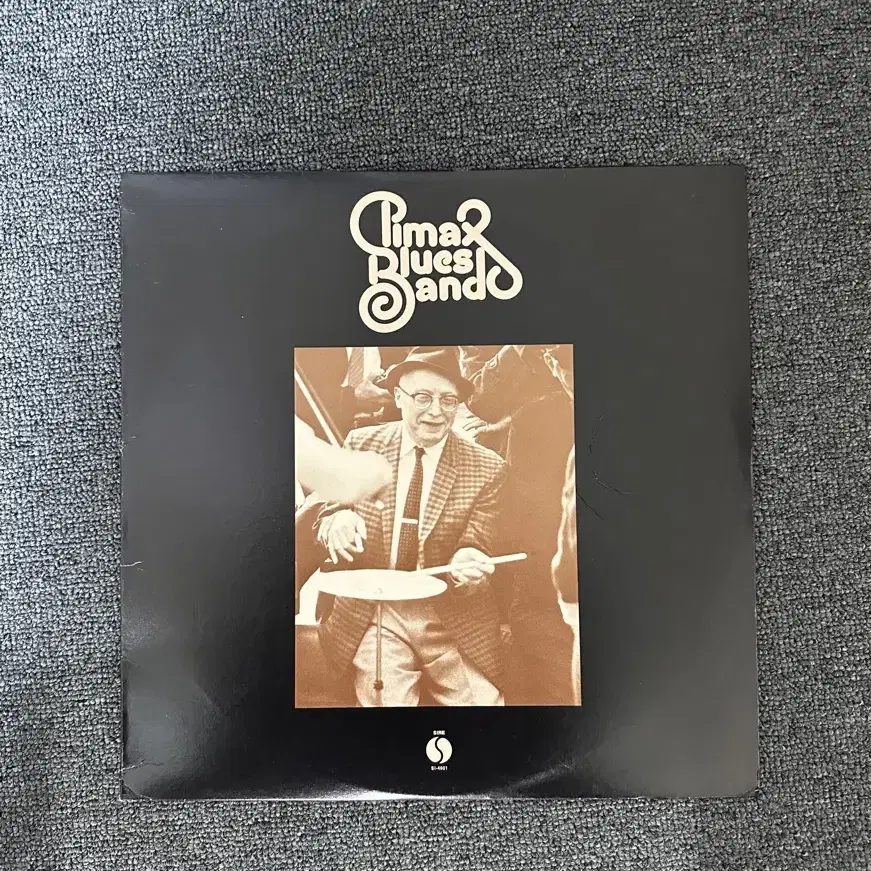 Climax
Blues
Band
SIRE
SI-4901